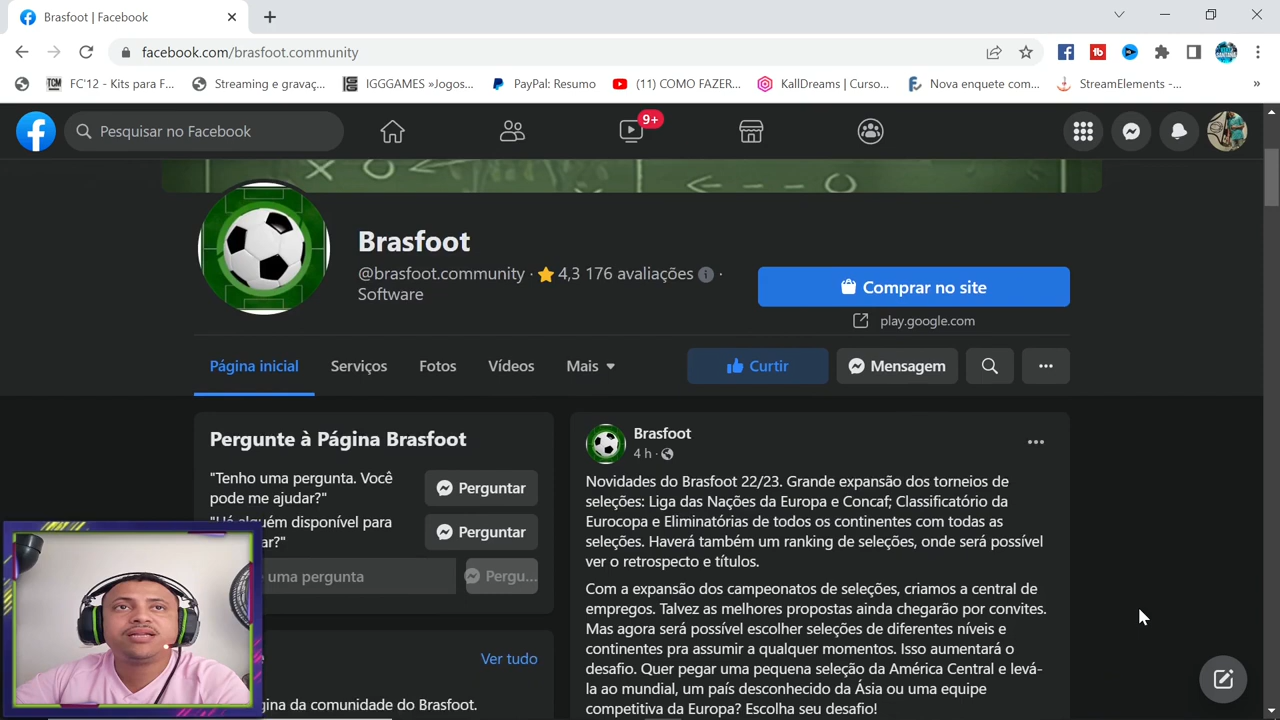 Brasfoot | Facebook
facebook.com/brasfoot.community
FC'12 - Kits para F...
Streaming e gravaç...
IGGGAMES »Jogos...
PayPal: Resumo
(11) COMO FAZER...
KallDreams | Curso...
Nova enquete com...
StreamElements -...
Pesquisar no Facebook
9+
Brasfoot
@brasfoot.community · 4,3 176 avaliações ·
Software
Comprar no site
play.google.com
Página inicial
Serviços
Fotos
Vídeos
Mais
Curtir
Mensagem
Pergunte à Página Brasfoot
"Tenho uma pergunta. Você
pode me ajudar?"
Perguntar
"Há alguém disponível para
ar?"
Perguntar
uma pergunta
Pergu...
Ver tudo
gina da comunidade do Brasfoot.
Brasfoot
4 h ·
Novidades do Brasfoot 22/23. Grande expansão dos torneios de
seleções: Liga das Nações da Europa e Concaf; Classificatório da
Eurocopa e Eliminatórias de todos os continentes com todas as
seleções. Haverá também um ranking de seleções, onde será possível
ver o retrospecto e títulos.
Com a expansão dos campeonatos de seleções, criamos a central de
empregos. Talvez as melhores propostas ainda chegarão por convites.
Mas agora será possível escolher seleções de diferentes níveis e
continentes pra assumir a qualquer momentos. Isso aumentará o
desafio. Quer pegar uma pequena seleção da América Central e levá-
la ao mundial, um país desconhecido da Ásia ou uma equipe
competitiva da Europa? Escolha seu desafio!